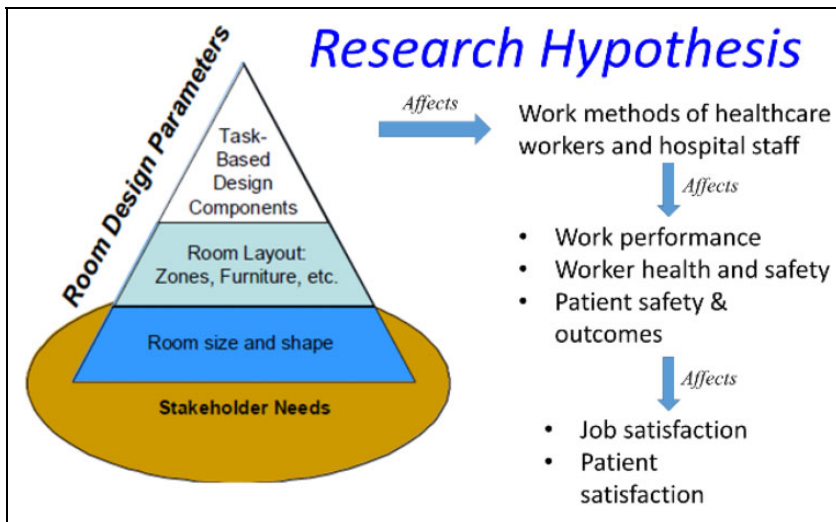 Research Hypothesis
Room Design Parameters
Task-
Based
Design
Components
Room Layout:
Zones, Furniture, etc.
Room size and shape
Stakeholder Needs
Affects
Work methods of healthcare
workers and hospital staff
Affects
• Work performance
• Worker health and safety
• Patient safety &
outcomes
Affects
• Job satisfaction
• Patient
satisfaction